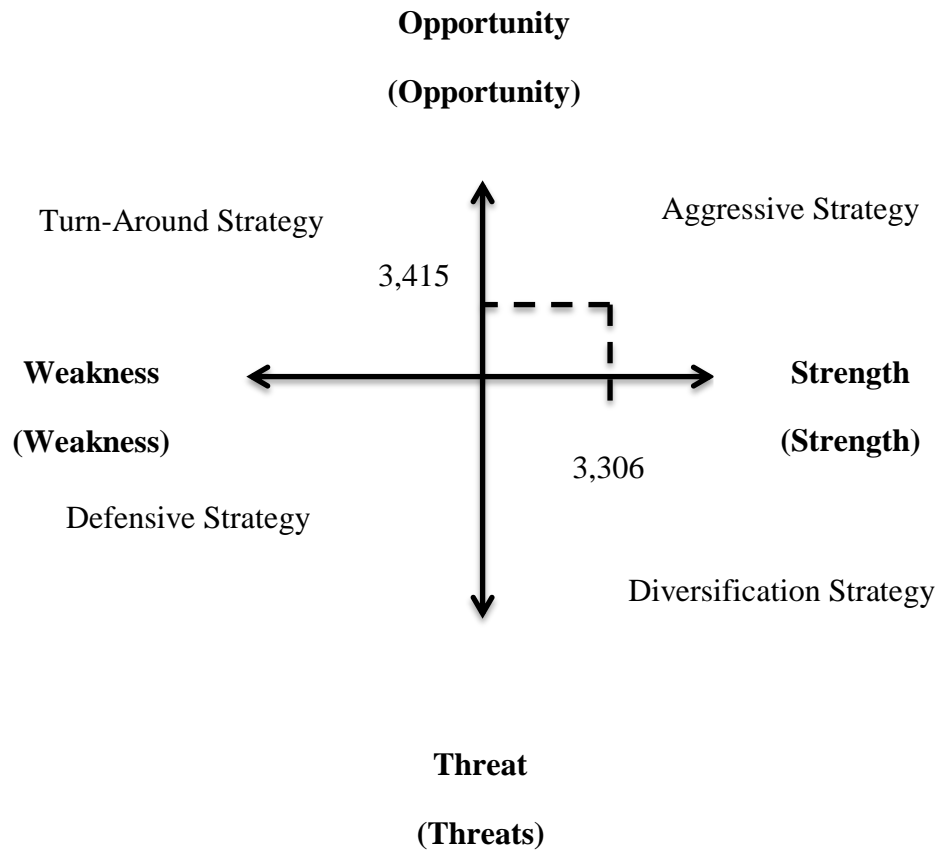 Opportunity
(Opportunity)
Turn-Around Strategy
Aggressive Strategy
3,415
Weakness
(Weakness)
Strength
(Strength)
3,306
Defensive Strategy
Diversification Strategy
Threat
(Threats)